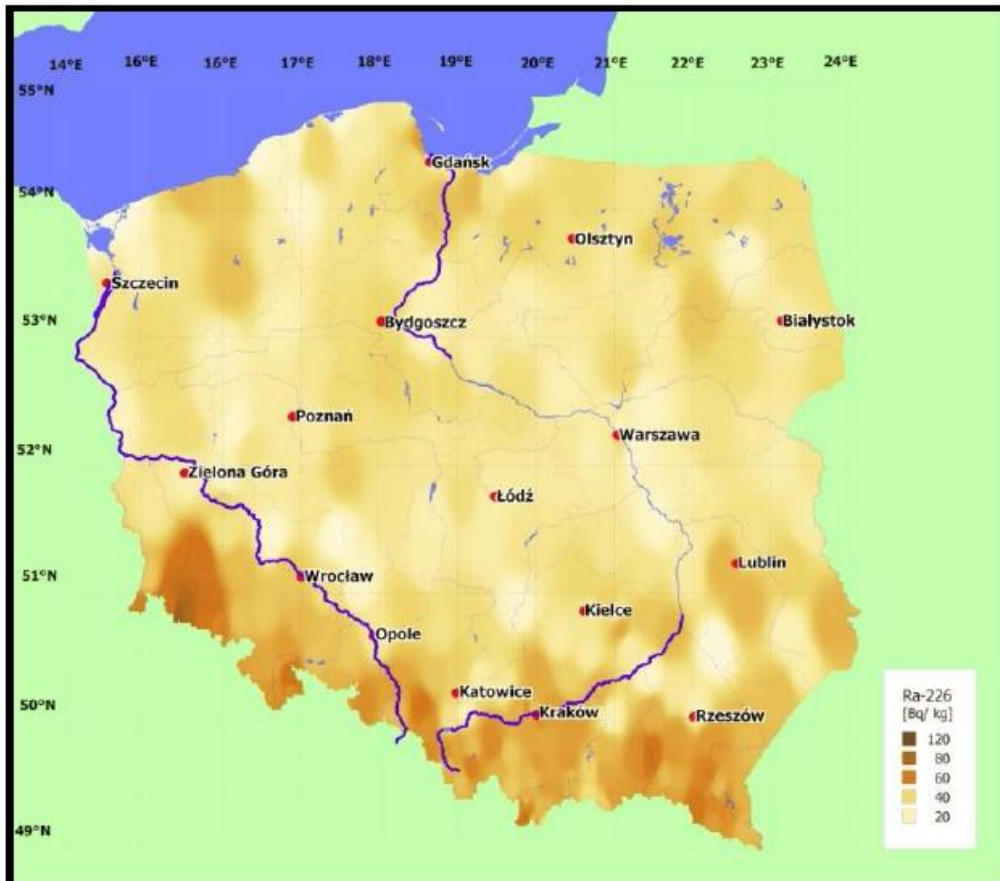 14°E 16°E 16°E 17°E 18°E 19°E 20°E 21°E 22°E 23°E 24°E
55°N
54°N
Gdańsk
Olsztyn
Szczecin
53°N
Bydgoszcz
Białystok
Poznań
Warszawa
52°N
Zielona Góra
Łódź
51°N
Wrocław
Lublin
Kielce
Opole
Katowice
50°N
Kraków
Rzeszów
Ra-226
[Bq/ kg]
120
80
60
40
20
49°N